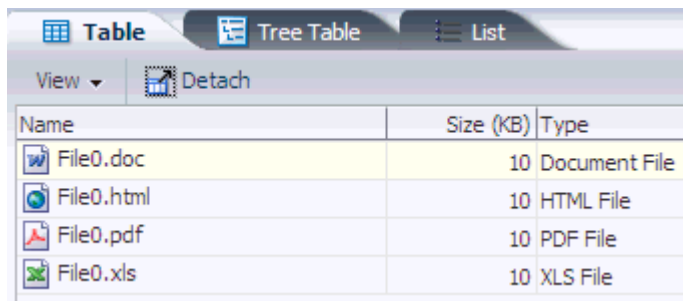 Table Tree Table List
View Detach
Name Size (KB) Type
File0.doc 10 Document File
File0.html 10 HTML File
File0.pdf 10 PDF File
File0.xls 10 XLS File